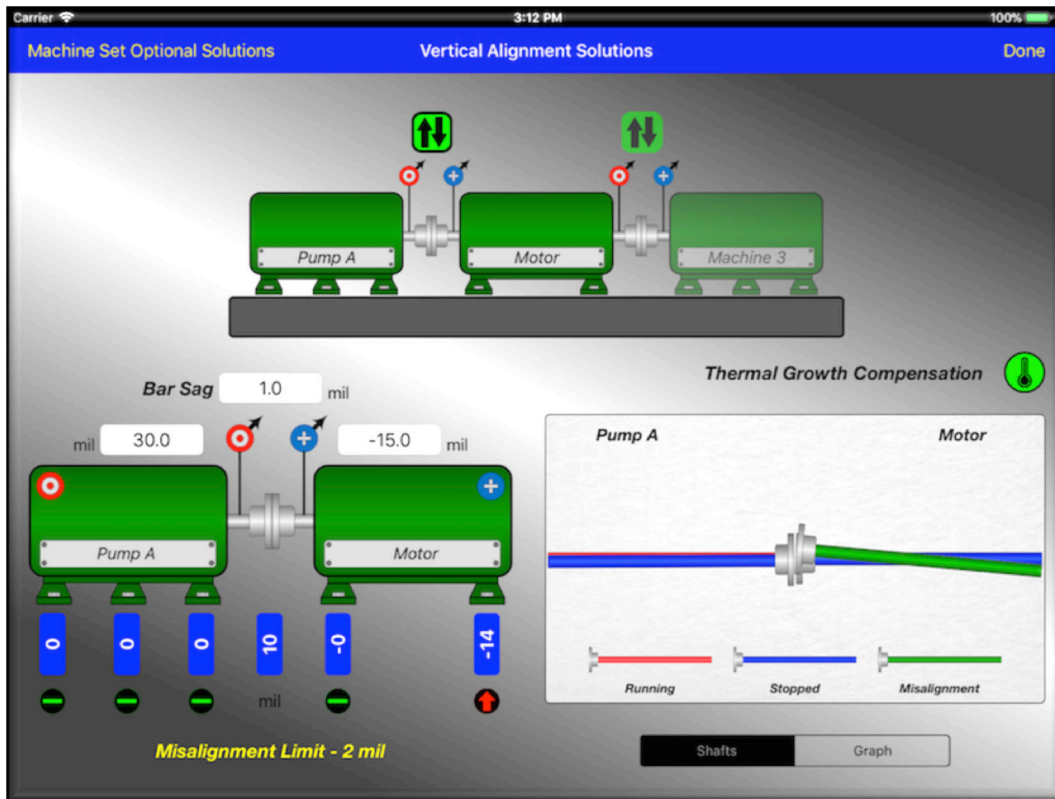 Carrier 3:12 PM 100%
Machine Set Optional Solutions Vertical Alignment Solutions Done
Pump A Motor Machine 3
Thermal Growth Compensation
Bar Sag 1.0 mil
mil 30.0 -15.0 mil
Pump A Motor
Pump A Motor
0 0 0 10 -0 -14
mil
Running Stopped Misalignment
Misalignment Limit - 2 mil
Shafts Graph